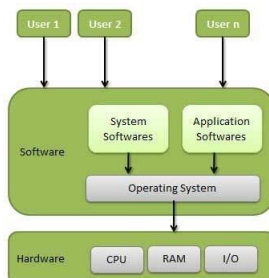 User 1
User 2
User n
System
Softwares
Application
Softwares
Software
Operating System
Hardware
CPU
RAM
I/O